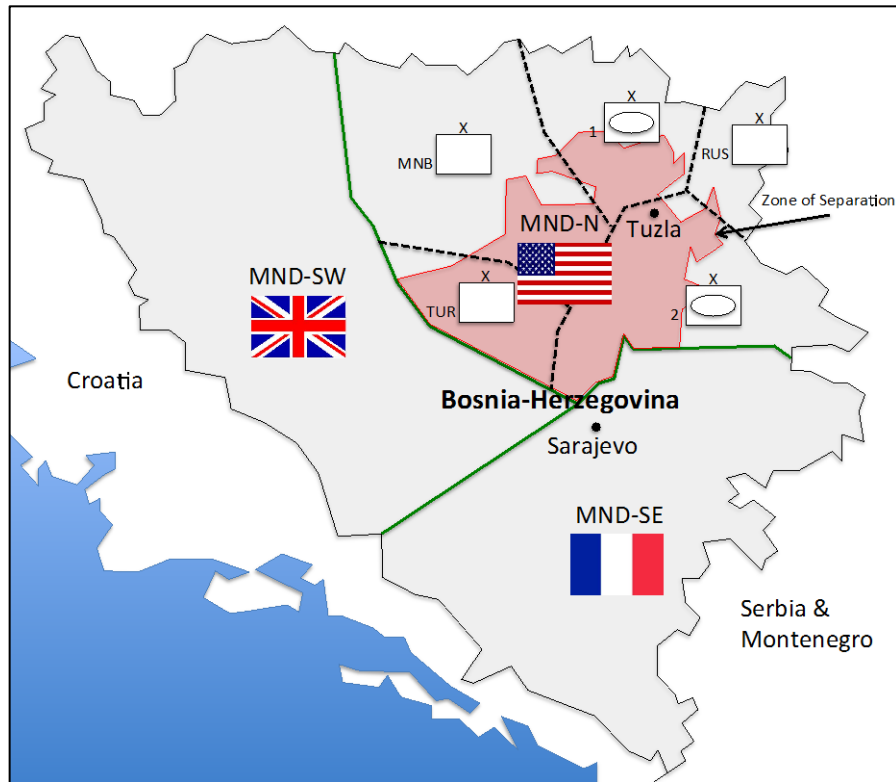 X
1
X
MNB
X
RUS
Zone of Separation
MND-N
Tuzla
MND-SW
X
TUR
X
2
Croatia
Bosnia-Herzegovina
Sarajevo
MND-SE
Serbia &
Montenegro